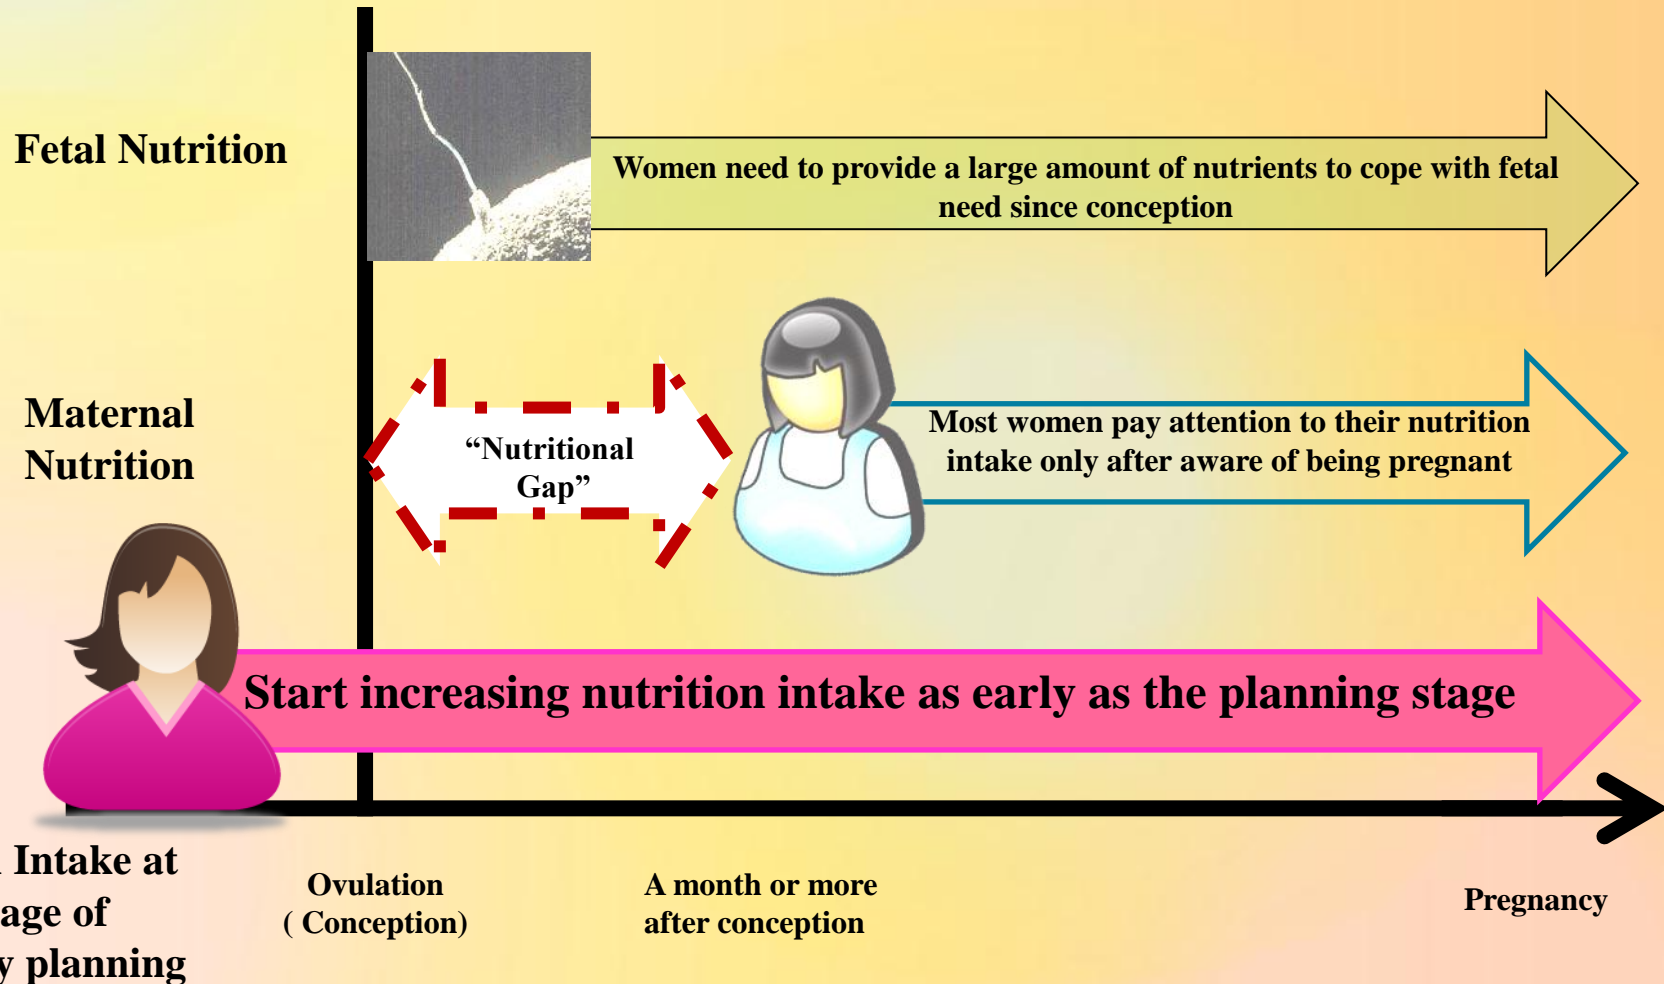 Fetal Nutrition
Women need to provide a large amount of nutrients to cope with fetal
need since conception
Maternal
Nutrition
“Nutritional
Gap”
Most women pay attention to their nutrition
intake only after aware of being pregnant
Start increasing nutrition intake as early as the planning stage
Intake at
of
planning
Ovulation
( Conception)
A month or more
after conception
Pregnancy